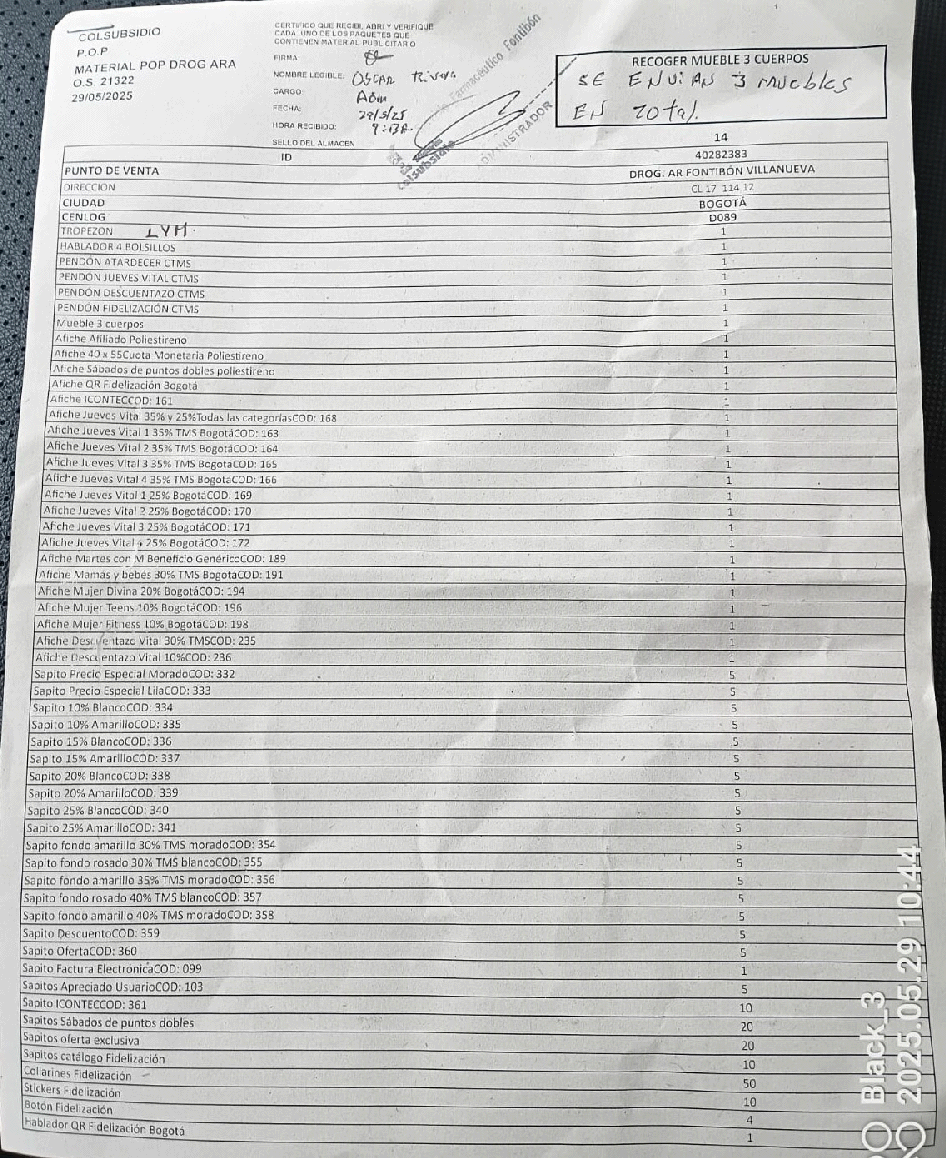 COLSUBSIDIO
P.O.P
MATERIAL POP DROG ARA
O.S. 21322
29/05/2025
CERTIFICO QUE RECIBI, ABRI Y VERIFIQUE
CADA UNO DE LOS PAQUETES QUE
CONTIENEN MATERIAL PUBLICITARIO
FIRMA
NOMBRE LEGIBLE: OSCAR Rivera
CARGO: ADM
FECHA: 29/5/25
HORA RECIBIDO:
SELLO DEL ALMACEN
Farmacéutico Fontibón
Colsubsidio
ADMINISTRADOR
RECOGER MUEBLE 3 CUERPOS
SE ENVIAN 3 muebles
EN total.
14
ID 40282383
PUNTO DE VENTA DROG. AR FONTIBÓN VILLANUEVA
DIRECCION CL 17 114 12
CIUDAD BOGOTÁ
CENLOG D089
TROPEZON LYM 1
HABLADOR 4 BOLSILLOS 1
PENDÓN ATARDECER CTMS 1
PENDÓN JUEVES VITAL CTMS 1
PENDÓN DESCUENTAZO CTMS 1
PENDÓN FIDELIZACIÓN CTMS 1
Mueble 3 cuerpos 1
Afiche Afiliado Poliestireno 1
Afiche 40 x 55Cuota Monetaria Poliestireno 1
Afiche Sábados de puntos dobles poliestireno 1
Afiche QR Fidelización Bogotá 1
Afiche ICONTECCOD: 161 1
Afiche Jueves Vital 35% y 25%Todas las categoríasCOD: 168 1
Afiche Jueves Vital 1 35% TMS BogotáCOD: 163 1
Afiche Jueves Vital 2 35% TMS BogotáCOD: 164 1
Afiche Jueves Vital 3 35% TMS BogotáCOD: 165 1
Afiche Jueves Vital 4 35% TMS BogotáCOD: 166 1
Afiche Jueves Vital 1 25% BogotáCOD: 169 1
Afiche Jueves Vital 2 25% BogotáCOD: 170 1
Afiche Jueves Vital 3 25% BogotáCOD: 171 1
Afiche Jueves Vital 4 25% BogotáCOD: 172 1
Afiche Martes con M Beneficio GenéricoCOD: 189 1
Afiche Mamás y bebes 30% TMS BogotaCOD: 191 1
Afiche Mujer Divina 20% BogotáCOD: 194 1
Afiche Mujer Teens 10% BogotáCOD: 196 1
Afiche Mujer Fitness 10% BogotáCOD: 198 1
Afiche Descuentazo Vital 30% TMSCOD: 235 1
Afiche Descuentazo Vital 10%COD: 236 1
Sapito Precio Especial MoradoCOD: 332 5
Sapito Precio Especial LilaCOD: 333 5
Sapito 10% BlancoCOD: 334 5
Sapito 10% AmarilloCOD: 335 5
Sapito 15% BlancoCOD: 336 5
Sapito 15% AmarilloCOD: 337 5
Sapito 20% BlancoCOD: 338 5
Sapito 20% AmarilloCOD: 339 5
Sapito 25% BlancoCOD: 340 5
Sapito 25% AmarilloCOD: 341 5
Sapito fondo amarillo 30% TMS moradoCOD: 354 5
Sapito fondo rosado 30% TMS blancoCOD: 355 5
Sapito fondo amarillo 35% TMS moradoCOD: 356 5
Sapito fondo rosado 40% TMS blancoCOD: 357 5
Sapito fondo amarillo 40% TMS moradoCOD: 358 5
Sapito DescuentoCOD: 359 5
Sapito OfertaCOD: 360 5
Sapito Factura ElectrónicaCOD: 099 1
Sapitos Apreciado UsuarioCOD: 103 5
Sapito ICONTECCOD: 361 10
Sapitos Sábados de puntos dobles 20
Sapitos oferta exclusiva 20
Sapitos catálogo Fidelización 10
Collarines Fidelización 50
Stickers Fidelización 10
Botón Fidelización 4
Hablador QR Fidelización Bogotá 1
Black_3
2025.05.29 10:44